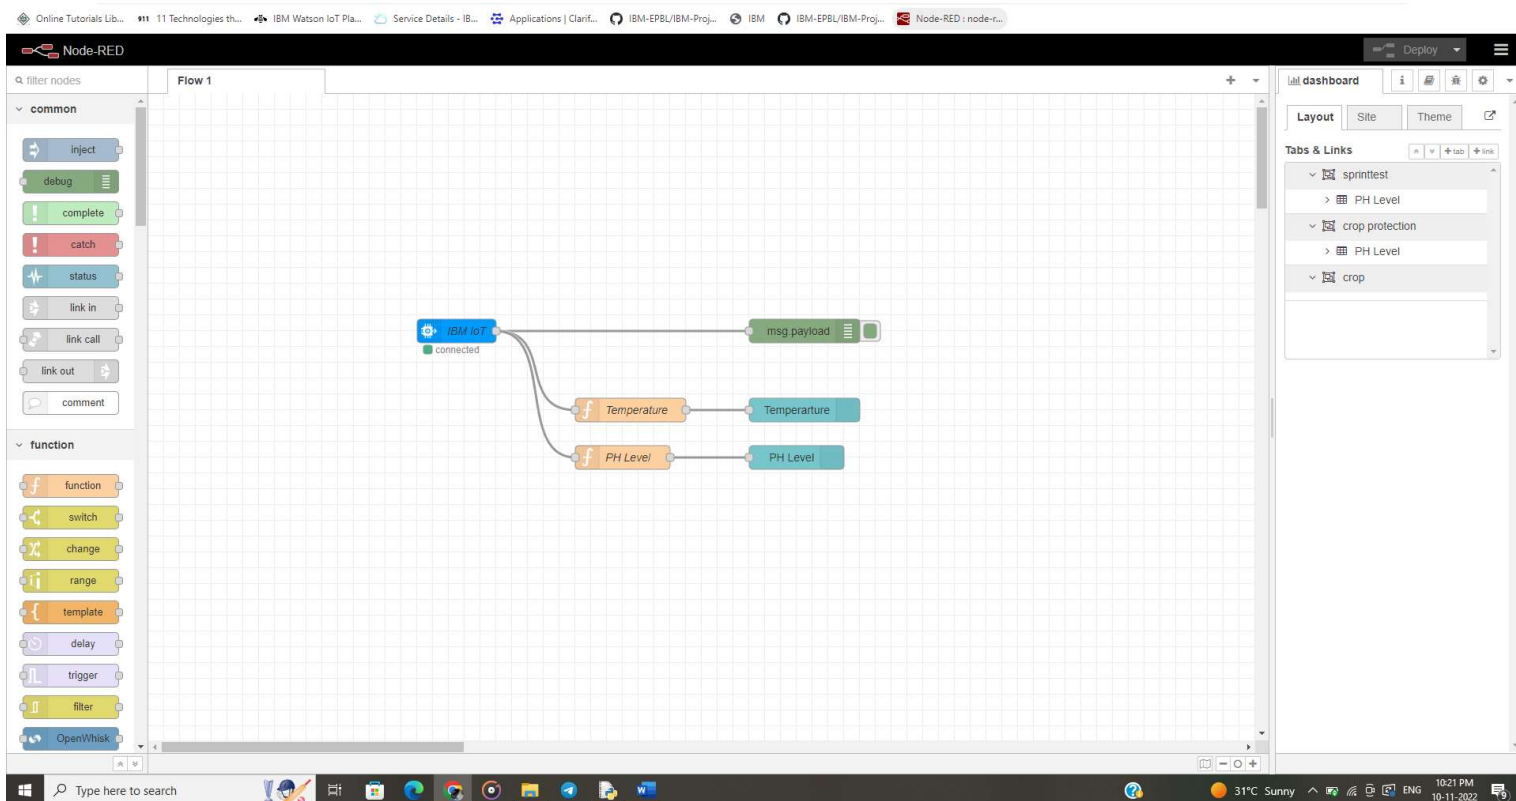 Online Tutorials Lib... 911 11 Technologies th... IBM Watson IoT Pla... Service Details - IB... Applications | Clarif... IBM-EPBL/IBM-Proj... IBM IBM-EPBL/IBM-Proj... Node-RED : node-r...
Node-RED Deploy
filter nodes Flow 1 dashboard
common
Layout Site Theme
inject
Tabs & Links +tab +link
debug
sprinttest
complete
PH Level
catch
crop protection
status
PH Level
crop
link in
IBM IoT msg.payload
connected
link call
link out
comment
Temperature Temperarture
function
PH Level PH Level
function
switch
change
range
template
delay
trigger
filter
OpenWhisk
Type here to search 31°C Sunny ENG 10:21 PM
10-11-2022
9